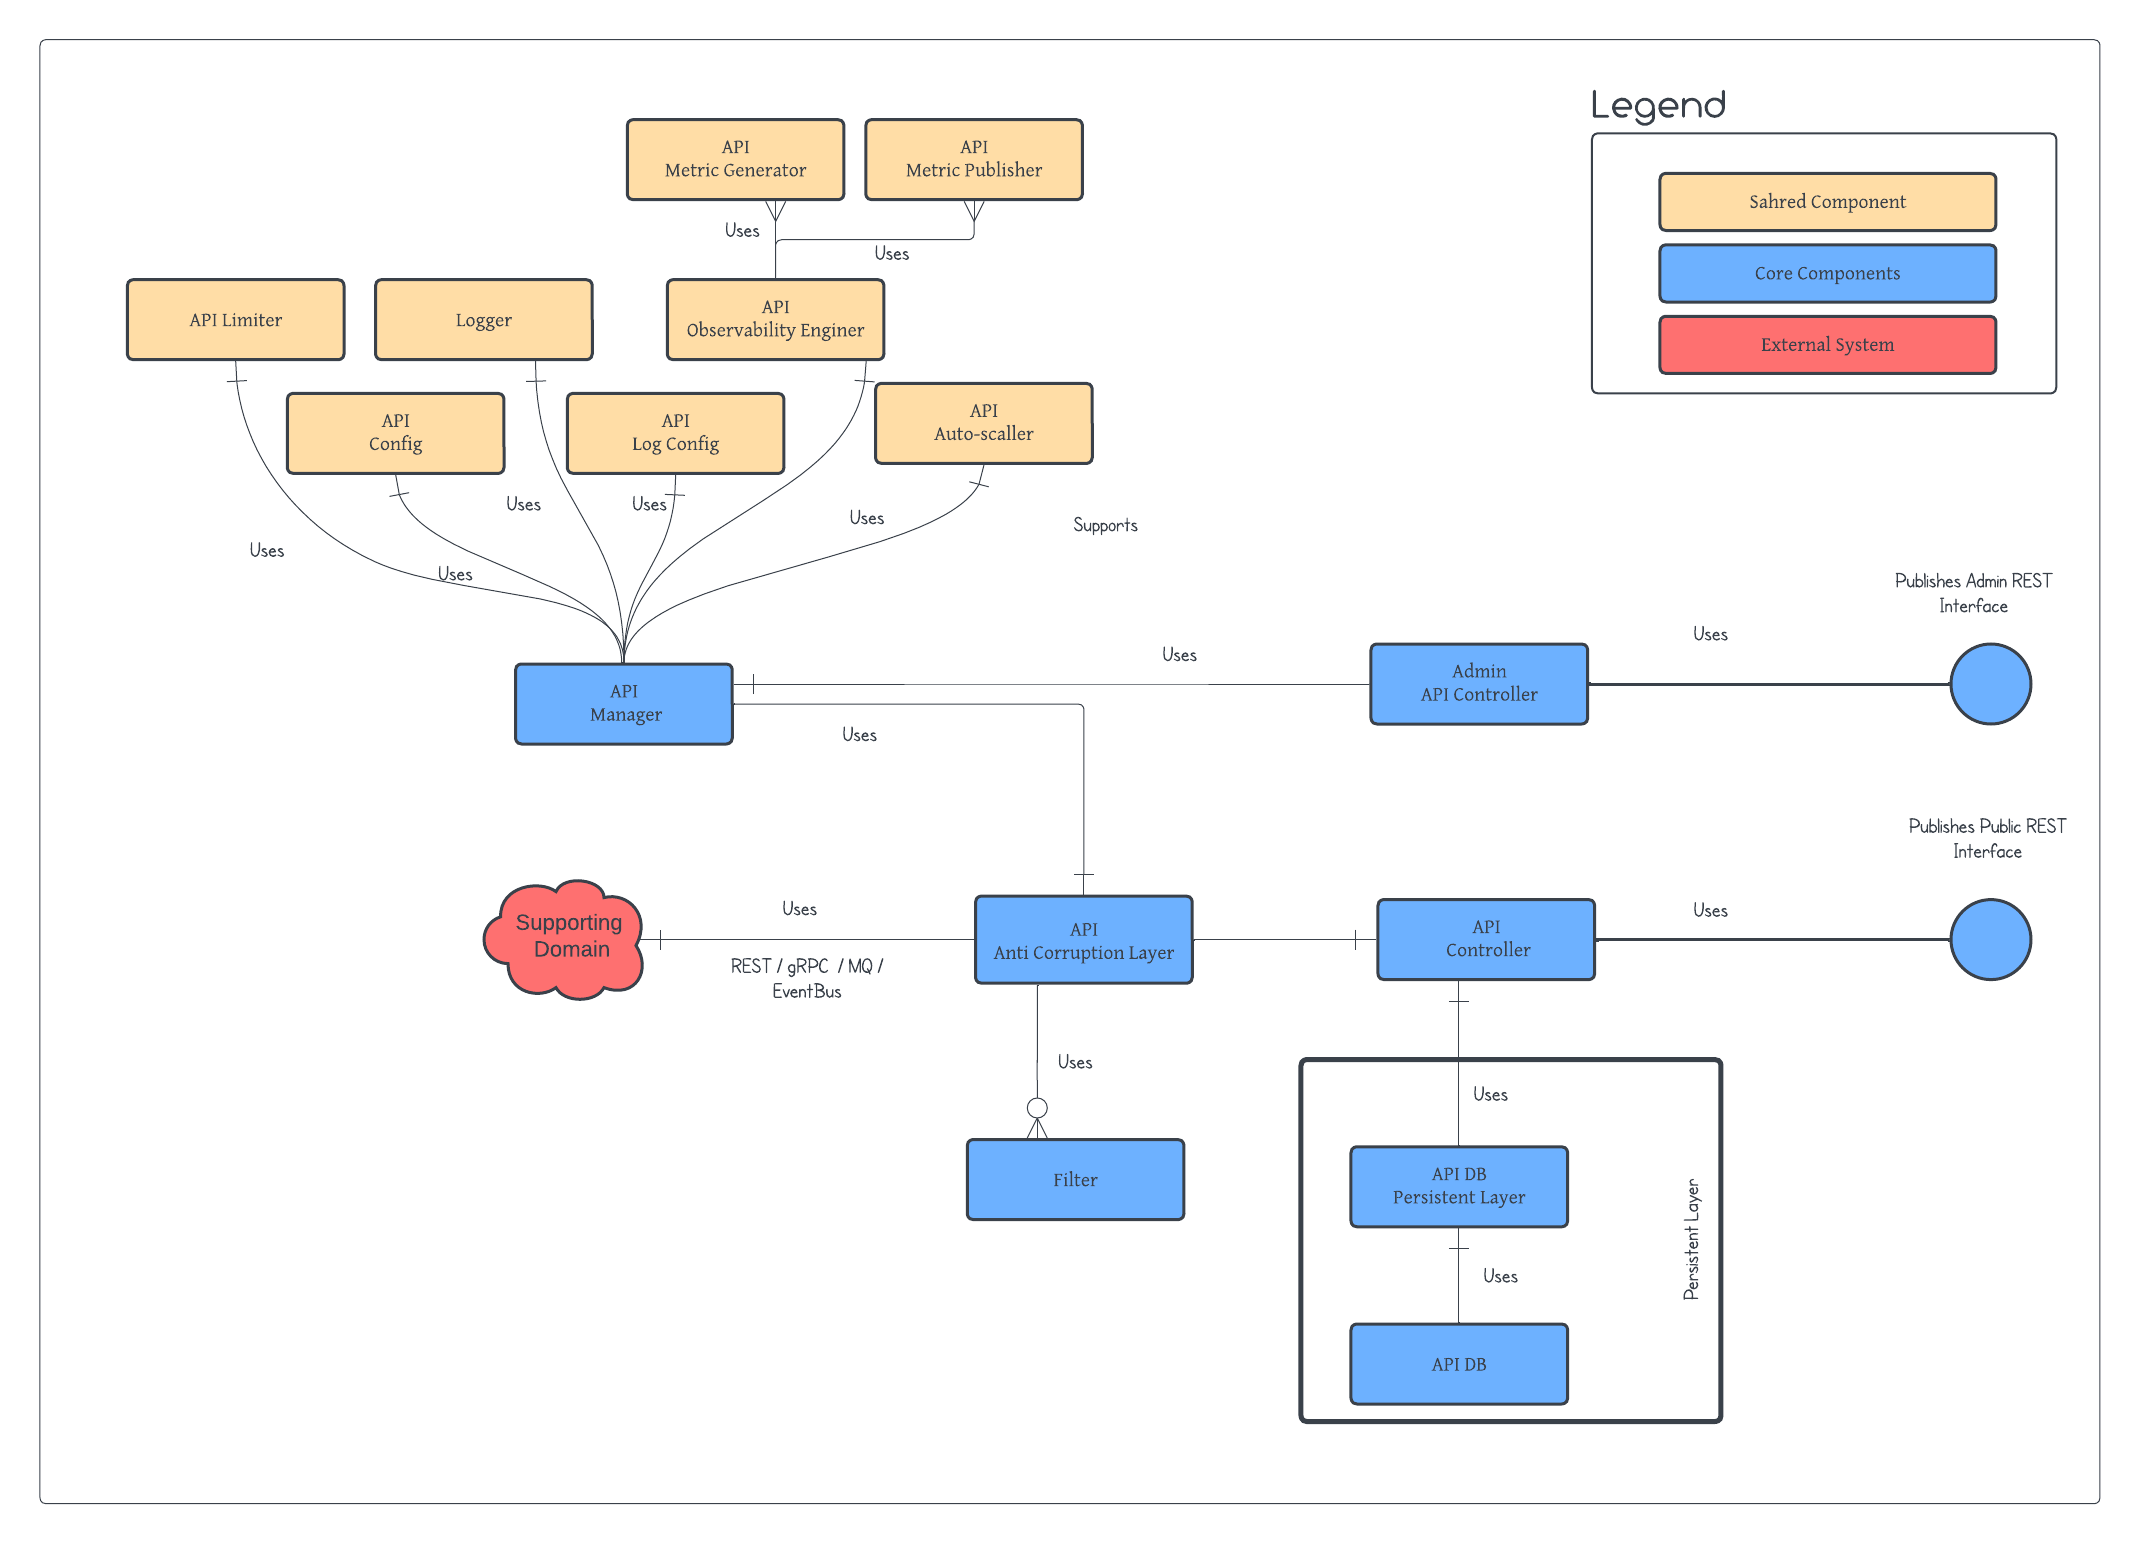 Legend
Sahred Component
Core Components
External System
API
Metric Generator
API
Metric Publisher
Uses
Uses
API Limiter
Logger
API
Observability Enginer
API
Config
API
Log Config
API
Auto-scaller
Uses
Uses
Uses
Uses
Uses
Supports
API
Manager
Uses
Admin
API Controller
Uses
Publishes Admin REST
Interface
Uses
Publishes Public REST
Interface
Supporting
Domain
Uses
REST / gRPC / MQ /
EventBus
API
Anti Corruption Layer
API
Controller
Uses
Uses
Filter
Uses
API DB
Persistent Layer
Uses
API DB
Persistent Layer